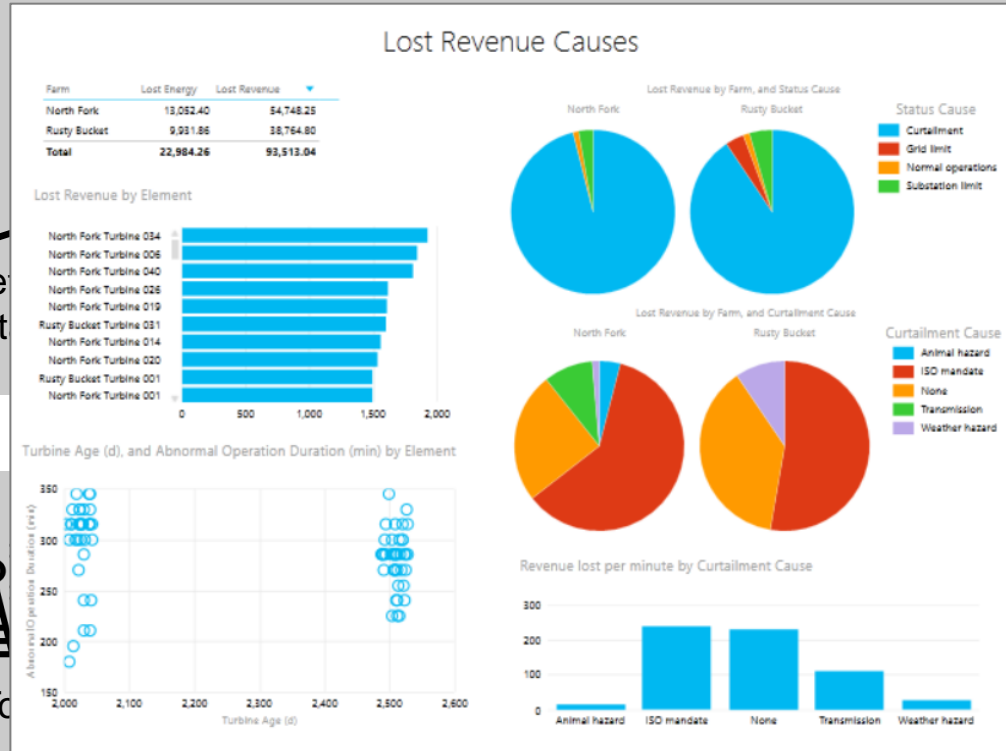 Lost Revenue Causes
Farm Lost Energy Lost Revenue
North Fork 13,052.40 54,748.25
Rusty Bucket 9,931.86 38,764.80
Total 22,984.26 93,513.04
Lost Revenue by Element
North Fork Turbine 034
North Fork Turbine 006
North Fork Turbine 040
North Fork Turbine 026
North Fork Turbine 019
Rusty Bucket Turbine 031
North Fork Turbine 014
North Fork Turbine 020
Rusty Bucket Turbine 001
North Fork Turbine 001
0 500 1,000 1,500 2,000
Turbine Age (d), and Abnormal Operation Duration (min) by Element
Abnormal Operation Duration (min)
350
300
250
200
150
2,000 2,100 2,200 2,300 2,400 2,500 2,600
Turbine Age (d)
Lost Revenue by Farm, and Status Cause
North Fork Rusty Bucket
Status Cause
Curtailment
Grid limit
Normal operations
Substation limit
Lost Revenue by Farm, and Curtailment Cause
North Fork Rusty Bucket
Curtailment Cause
Animal hazard
ISO mandate
None
Transmission
Weather hazard
Revenue lost per minute by Curtailment Cause
300
200
100
0
Animal hazard ISO mandate None Transmission Weather hazard